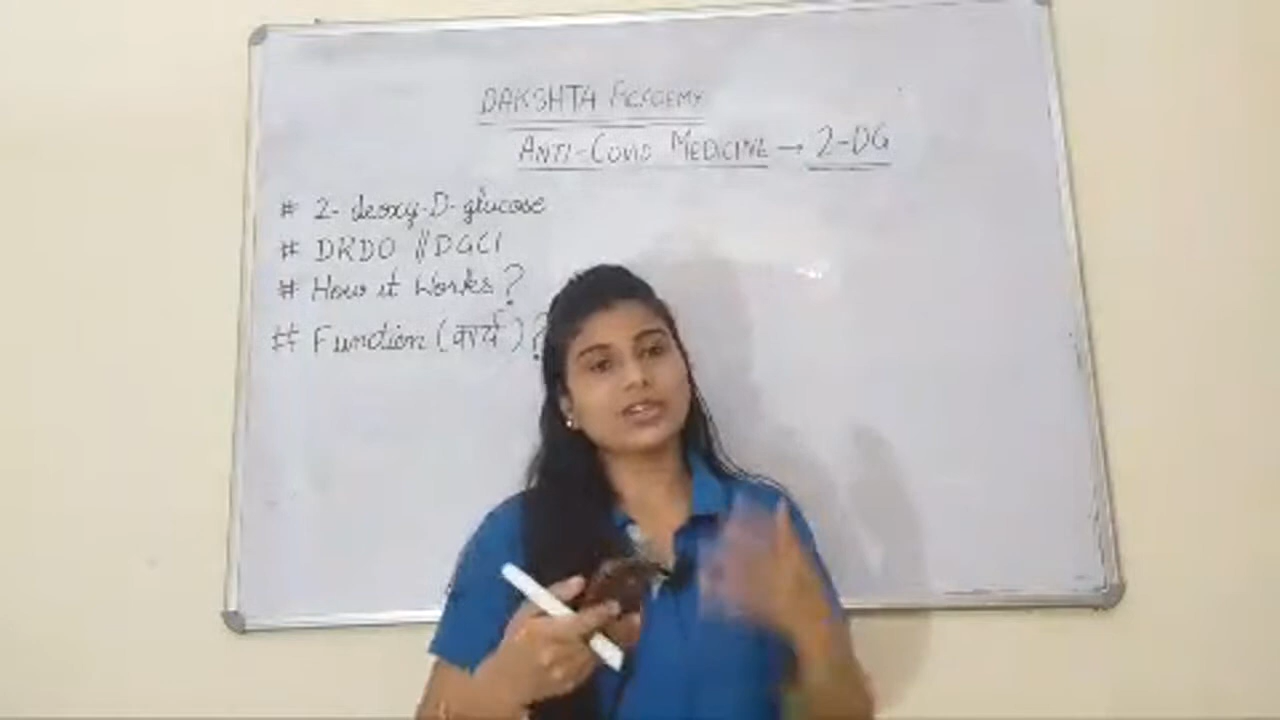 DAKSHTA ACADEMY
ANTI-COVID MEDICINE → 2-DG
# 2-deoxy-D-glucose
# DRDO // DGCI
# How it Works?
# Function (कार्य)?